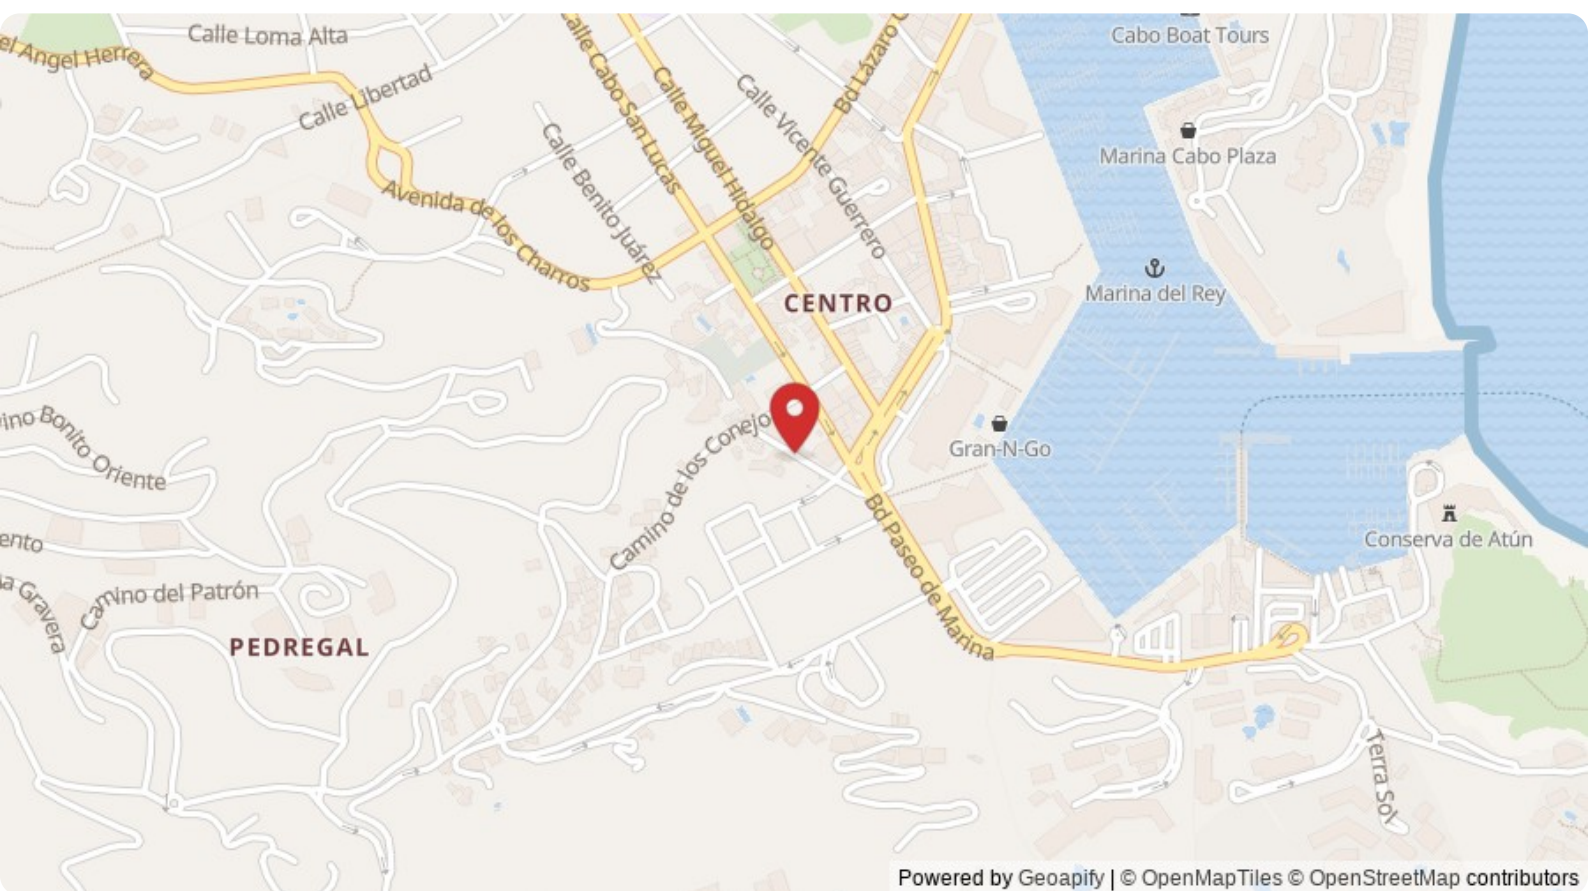 Calle Loma Alta
el Angel Herrera
Calle Libertad
Calle Cabo San Lucas
Calle Miguel Hidalgo
Calle Vicente Guerrero
Bd Lázaro
Cabo Boat Tours
Marina Cabo Plaza
Calle Benito Juárez
Avenida de los Charros
CENTRO
Marina del Rey
ino Bonito Oriente
Camino de los Conejo
Gran-N-Go
Bd Paseo de Marina
Conserva de Atún
ento
a Gravera
Camino del Patrón
PEDREGAL
Terra Sol
Powered by Geoapify | © OpenMapTiles © OpenStreetMap contributors